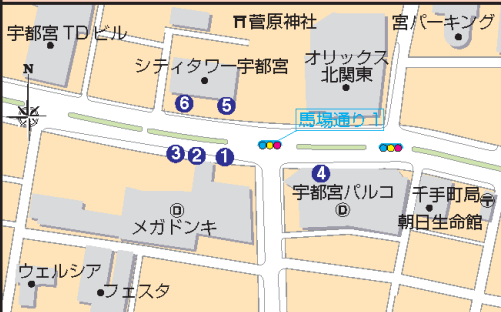 宇都宮 TD ビル
菅原神社
宮パーキング
シティタワー宇都宮
オリックス
北関東
N
6
5
馬場通り 1
3
2
1
4
宇都宮パルコ
D
千手町局
D
メガドンキ
朝日生命館
ウェルシア
フェスタ